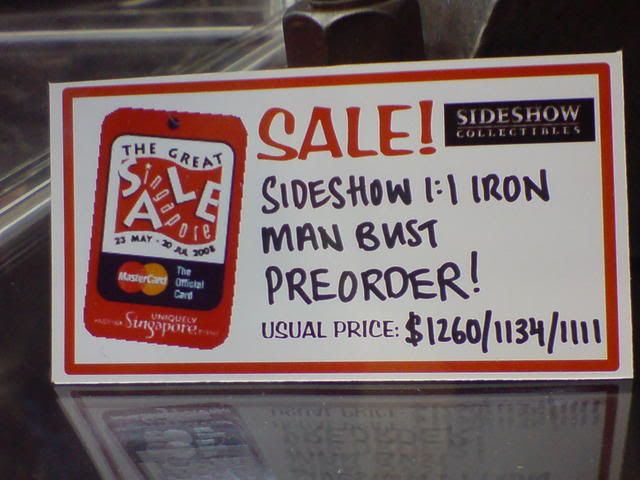 THE GREAT
Singapore
SALE
23 MAY - 20 JUL 2008
MasterCard
The
Official
Card
UNIQUELY
Singapore
SALE!
SIDESHOW
COLLECTIBLES
SIDESHOW 1:1 IRON
MAN BUST
PREORDER!
USUAL PRICE: $1260/1134/1111